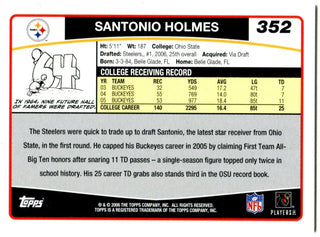 SANTONIO HOLMES 352
Ht: 5'11" Wt: 187 College: Ohio State
Drafted: Steelers, #1, 2006, 25th overall Acquired: Via Draft
Born: 3-3-84, Belle Glade, FL Home: Belle Glade, FL
COLLEGE RECEIVING RECORD
REC YDS AVG LG TD
03 BUCKEYES 32 549 17.2 47t 7
04 BUCKEYES 55 769 14.0 80t 7
05 BUCKEYES 53 977 18.4 85t 11
COLLEGE CAREER 140 2295 16.4 85t 25
IN 1964, NINE FUTURE HALL
OF FAMERS WERE DRAFTED.
The Steelers were quick to trade up to draft Santonio, the latest star receiver from Ohio
State, in the first round. He capped his Buckeyes career in 2005 by claiming First Team All-
Big Ten honors after snaring 11 TD passes – a single-season figure topped only twice in
school history. His 25 career TD grabs also stands third in the OSU record book.
Topps
® & © 2006 THE TOPPS COMPANY, INC. ALL RIGHTS RESERVED. TOPPS
IS A REGISTERED TRADEMARK OF THE TOPPS COMPANY, INC.
NFL
PLAYERS